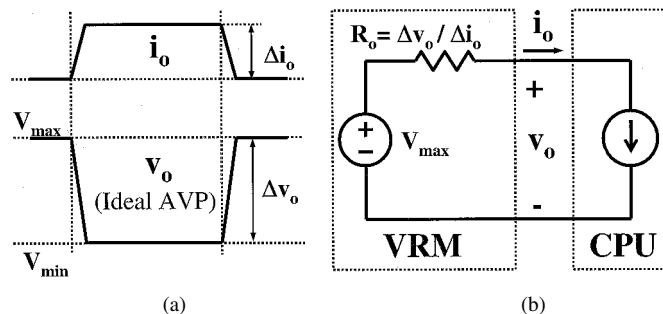 i_o
Δi_o
V_max
v_o
(Ideal AVP)
Δv_o
V_min
(a)
R_o = Δv_o / Δi_o
i_o
+
V_max
v_o
-
VRM
CPU
(b)